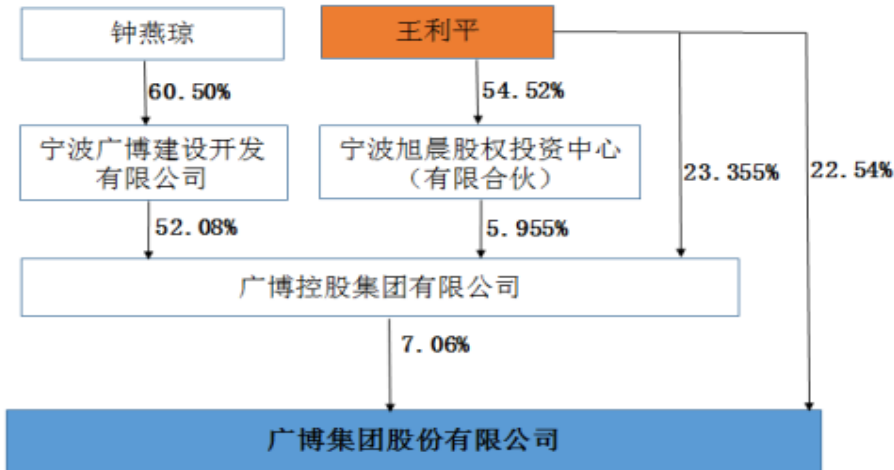 钟燕琼
王利平
60.50%
54.52%
宁波广博建设开发
有限公司
宁波旭晨股权投资中心
（有限合伙）
23.355%
22.54%
52.08%
5.955%
广博控股集团有限公司
7.06%
广博集团股份有限公司